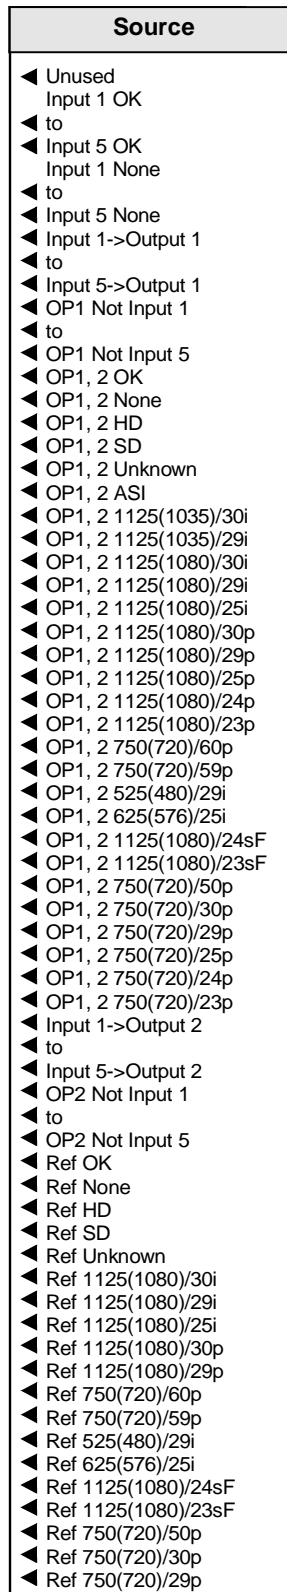 Source
◄ Unused
Input 1 OK
◄ to
◄ Input 5 OK
Input 1 None
◄ to
◄ Input 5 None
◄ Input 1->Output 1
◄ to
◄ Input 5->Output 1
◄ OP1 Not Input 1
◄ to
◄ OP1 Not Input 5
◄ OP1, 2 OK
◄ OP1, 2 None
◄ OP1, 2 HD
◄ OP1, 2 SD
◄ OP1, 2 Unknown
◄ OP1, 2 ASI
◄ OP1, 2 1125(1035)/30i
◄ OP1, 2 1125(1035)/29i
◄ OP1, 2 1125(1080)/30i
◄ OP1, 2 1125(1080)/29i
◄ OP1, 2 1125(1080)/25i
◄ OP1, 2 1125(1080)/30p
◄ OP1, 2 1125(1080)/29p
◄ OP1, 2 1125(1080)/25p
◄ OP1, 2 1125(1080)/24p
◄ OP1, 2 1125(1080)/23p
◄ OP1, 2 750(720)/60p
◄ OP1, 2 750(720)/59p
◄ OP1, 2 525(480)/29i
◄ OP1, 2 625(576)/25i
◄ OP1, 2 1125(1080)/24sF
◄ OP1, 2 1125(1080)/23sF
◄ OP1, 2 750(720)/50p
◄ OP1, 2 750(720)/30p
◄ OP1, 2 750(720)/29p
◄ OP1, 2 750(720)/25p
◄ OP1, 2 750(720)/24p
◄ OP1, 2 750(720)/23p
◄ Input 1->Output 2
◄ to
◄ Input 5->Output 2
◄ OP2 Not Input 1
◄ to
◄ OP2 Not Input 5
◄ Ref OK
◄ Ref None
◄ Ref HD
◄ Ref SD
◄ Ref Unknown
◄ Ref 1125(1080)/30i
◄ Ref 1125(1080)/29i
◄ Ref 1125(1080)/25i
◄ Ref 1125(1080)/30p
◄ Ref 1125(1080)/29p
◄ Ref 750(720)/60p
◄ Ref 750(720)/59p
◄ Ref 525(480)/29i
◄ Ref 625(576)/25i
◄ Ref 1125(1080)/24sF
◄ Ref 1125(1080)/23sF
◄ Ref 750(720)/50p
◄ Ref 750(720)/30p
◄ Ref 750(720)/29p